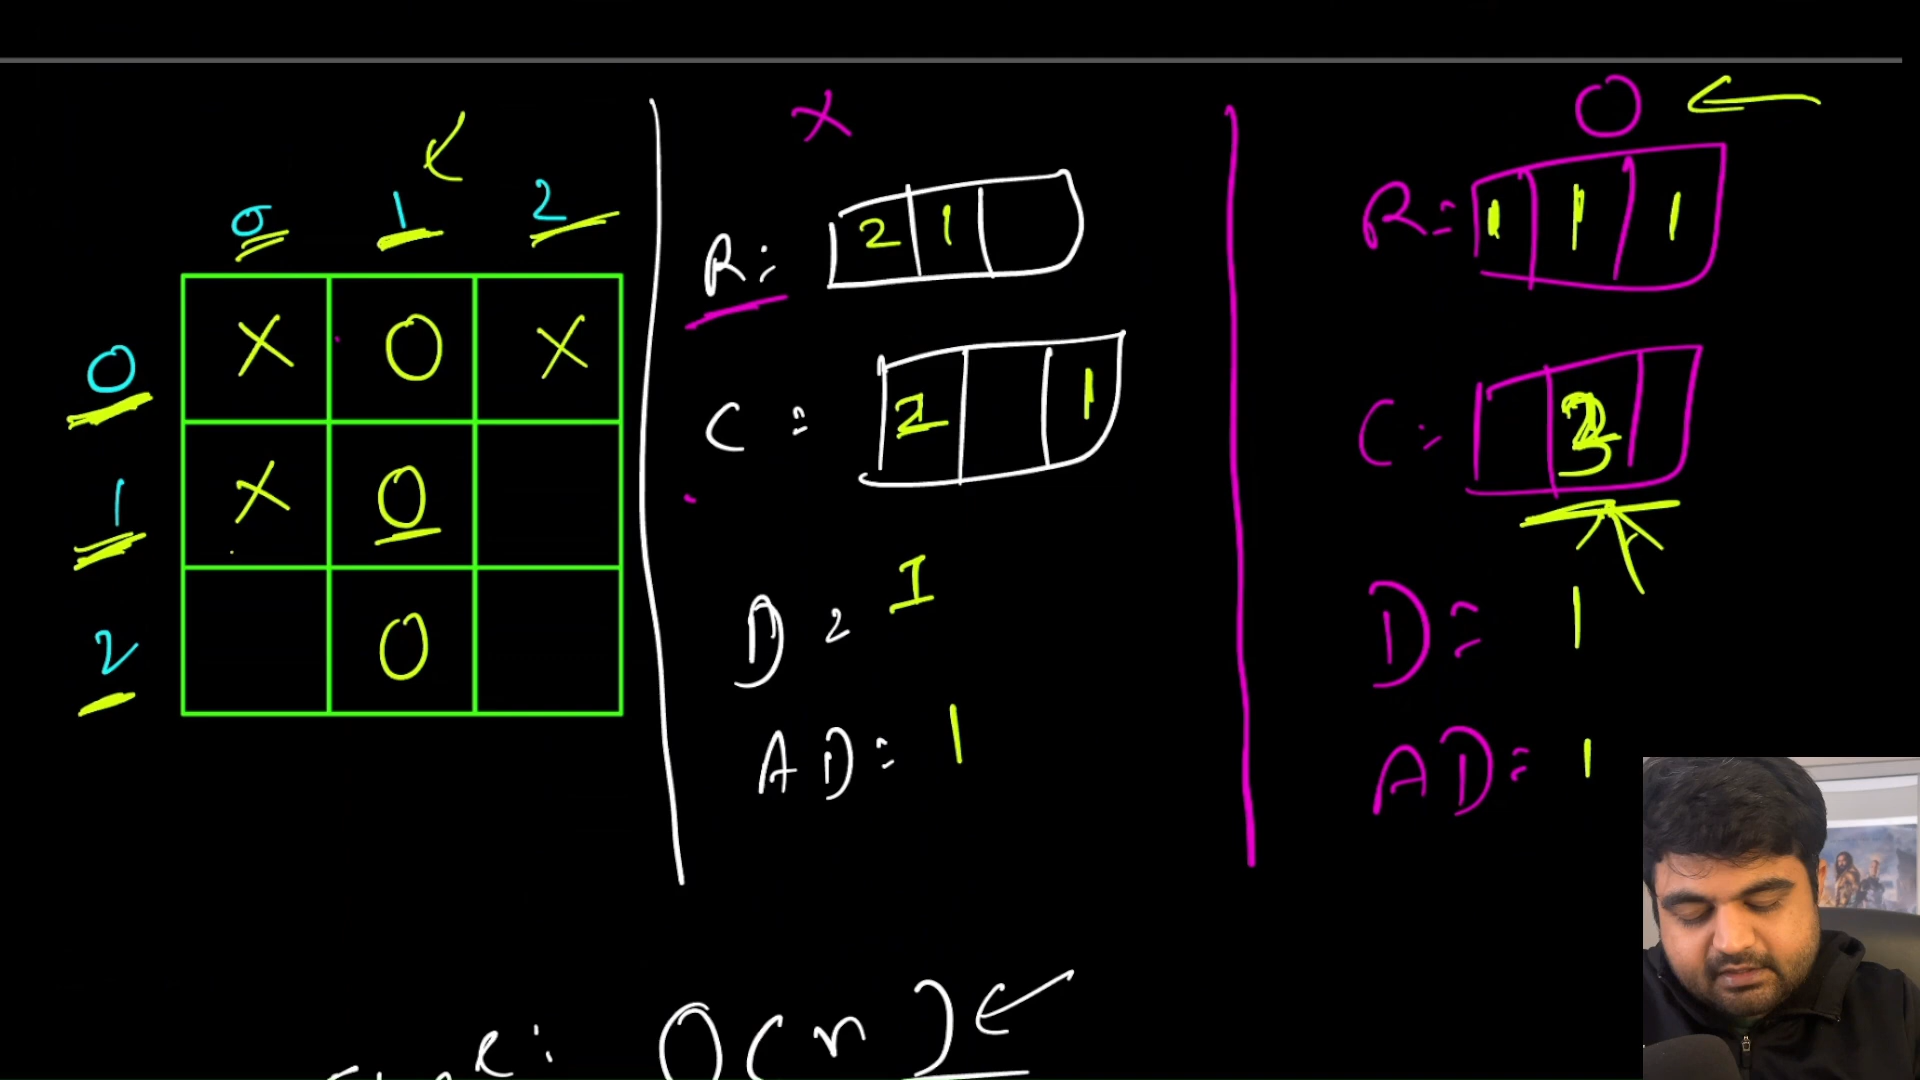 X
O
0 1 2
R: 2 1
R= 1 1 1
0 X O X
C = 2 1
C= 3
1 X O
D = 1
D= 1
2 O
AD= 1
AD= 1
O(n)